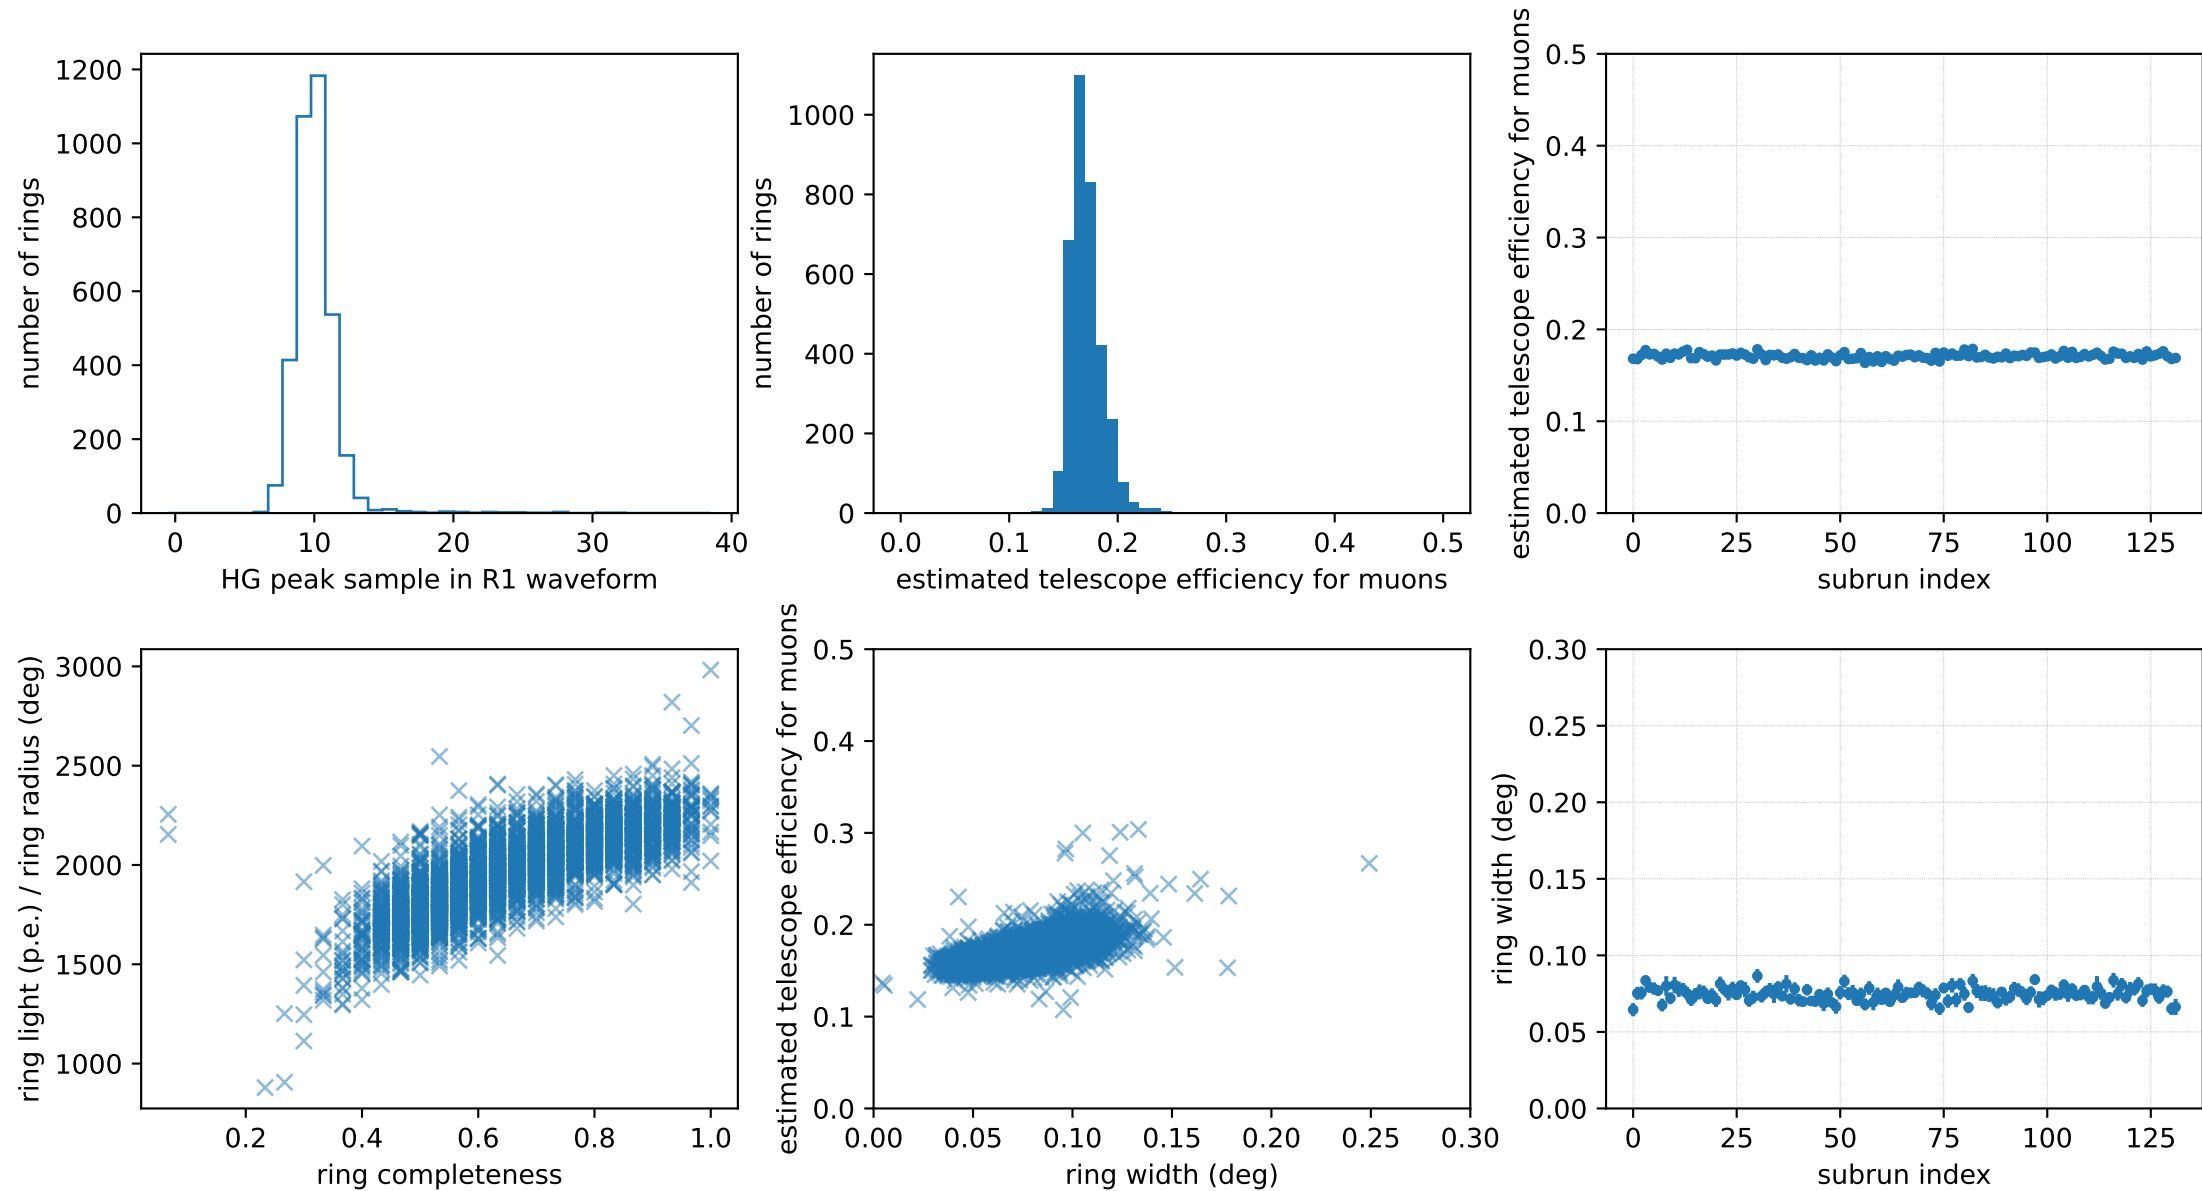 number of rings
1200
1000
800
600
400
200
0
0 10 20 30 40
HG peak sample in R1 waveform
number of rings
1000
800
600
400
200
0
0.0 0.1 0.2 0.3 0.4 0.5
estimated telescope efficiency for muons
estimated telescope efficiency for muons
0.5
0.4
0.3
0.2
0.1
0.0
0 25 50 75 100 125
subrun index
ring light (p.e.) / ring radius (deg)
3000
2500
2000
1500
1000
0.2 0.4 0.6 0.8 1.0
ring completeness
estimated telescope efficiency for muons
0.5
0.4
0.3
0.2
0.1
0.0
0.00 0.05 0.10 0.15 0.20 0.25 0.30
ring width (deg)
ring width (deg)
0.30
0.25
0.20
0.15
0.10
0.05
0.00
0 25 50 75 100 125
subrun index